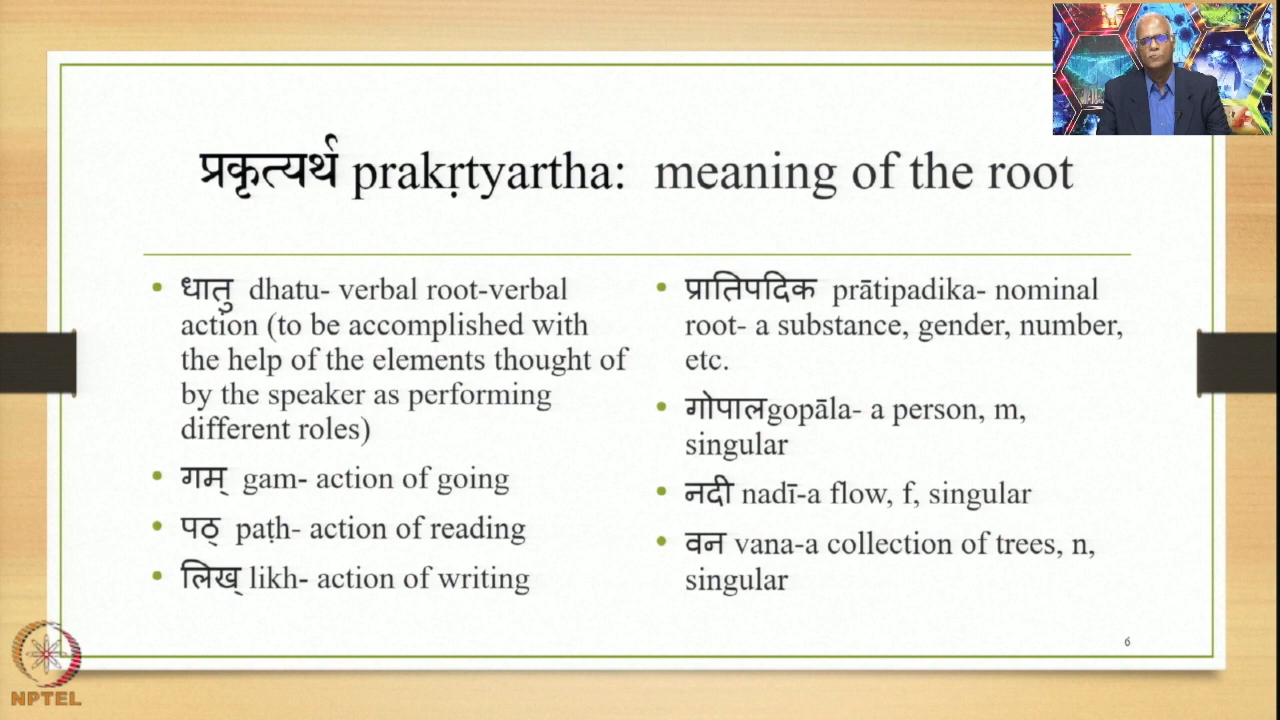 प्रकृत्यर्थ prakṛtyartha:  meaning of the root
• धातु  dhatu- verbal root-verbal
action (to be accomplished with
the help of the elements thought of
by the speaker as performing
different roles)
• गम्  gam- action of going
• पठ्  paṭh- action of reading
• लिख् likh- action of writing
• प्रातिपदिक  prātipadika- nominal
root- a substance, gender, number,
etc.
• गोपालgopāla- a person, m,
singular
• नदी nadī-a flow, f, singular
• वन vana-a collection of trees, n,
singular
6
NPTEL